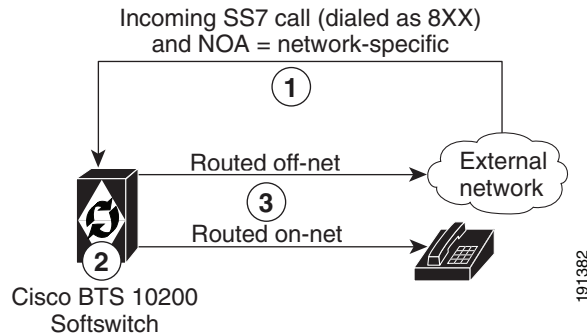 Incoming SS7 call (dialed as 8XX)
and NOA = network-specific
1
Routed off-net
External
network
3
Routed on-net
2
Cisco BTS 10200
Softswitch
191382